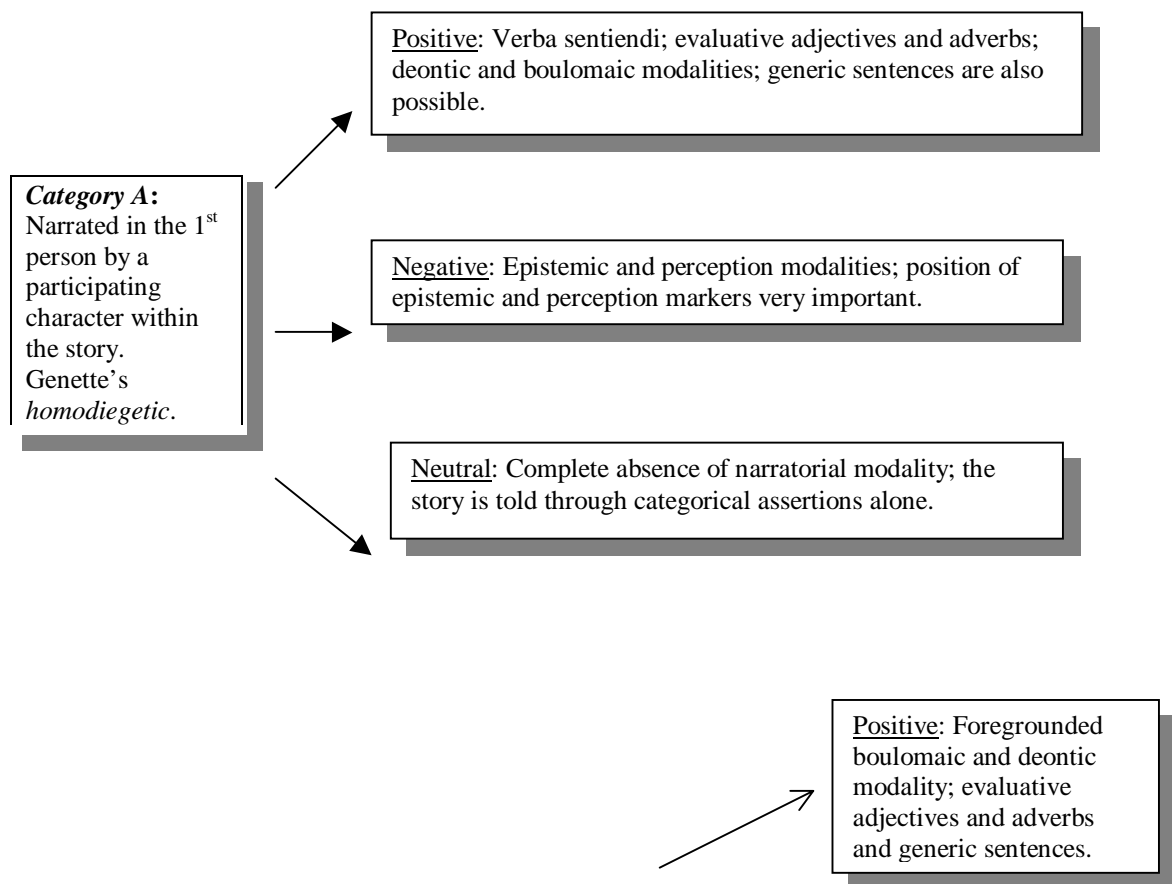 Positive: Verba sentiendi; evaluative adjectives and adverbs;
deontic and boulomaic modalities; generic sentences are also
possible.
Category A:
Narrated in the 1st
person by a
participating
character within
the story.
Genette’s
homodiegetic.
Negative: Epistemic and perception modalities; position of
epistemic and perception markers very important.
Neutral: Complete absence of narratorial modality; the
story is told through categorical assertions alone.
Positive: Foregrounded
boulomaic and deontic
modality; evaluative
adjectives and adverbs
and generic sentences.